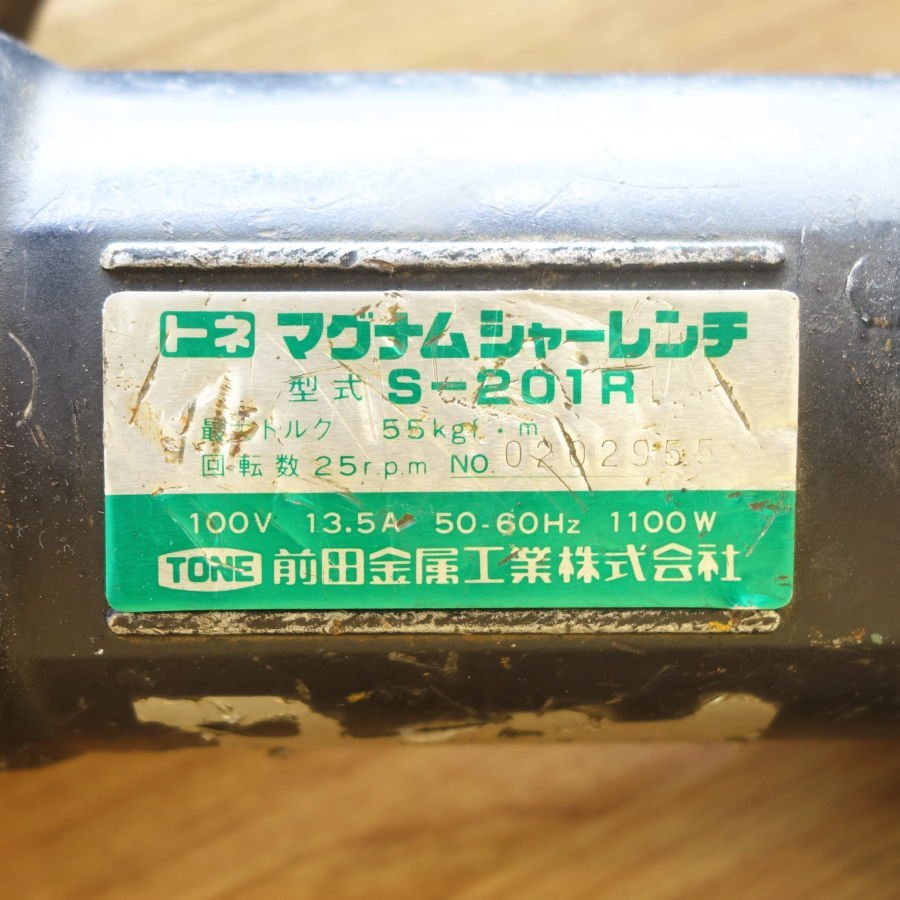 トネ マグナムシャーレンチ
型式 S-201R
最大トルク 55kgf・m
回転数 25rpm NO. 0202955
100V 13.5A 50-60Hz 1100W
TONE 前田金属工業株式会社